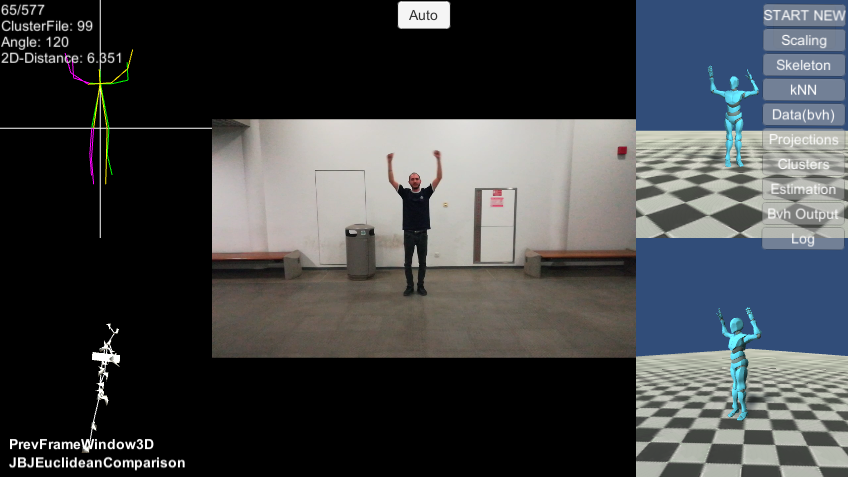 65/577
ClusterFile: 99
Angle: 120
2D-Distance: 6.351
Auto
START NEW
Scaling
Skeleton
kNN
Data(bvh)
Projections
Clusters
Estimation
Bvh Output
Log
PrevFrameWindow3D
JBJEuclideanComparison